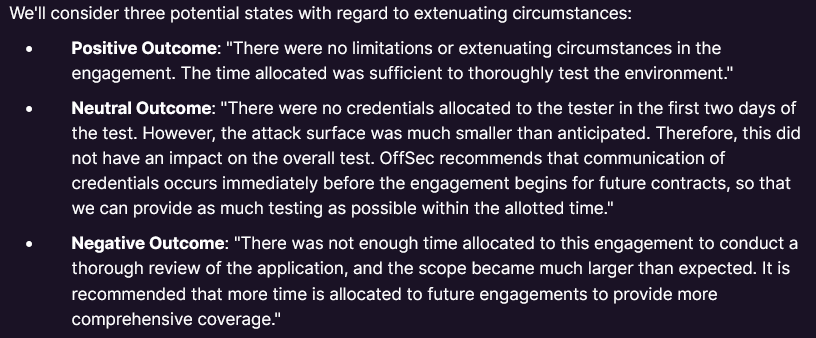 We'll consider three potential states with regard to extenuating circumstances:
• Positive Outcome: "There were no limitations or extenuating circumstances in the
engagement. The time allocated was sufficient to thoroughly test the environment."
• Neutral Outcome: "There were no credentials allocated to the tester in the first two days of
the test. However, the attack surface was much smaller than anticipated. Therefore, this did
not have an impact on the overall test. OffSec recommends that communication of
credentials occurs immediately before the engagement begins for future contracts, so that
we can provide as much testing as possible within the allotted time."
• Negative Outcome: "There was not enough time allocated to this engagement to conduct a
thorough review of the application, and the scope became much larger than expected. It is
recommended that more time is allocated to future engagements to provide more
comprehensive coverage."